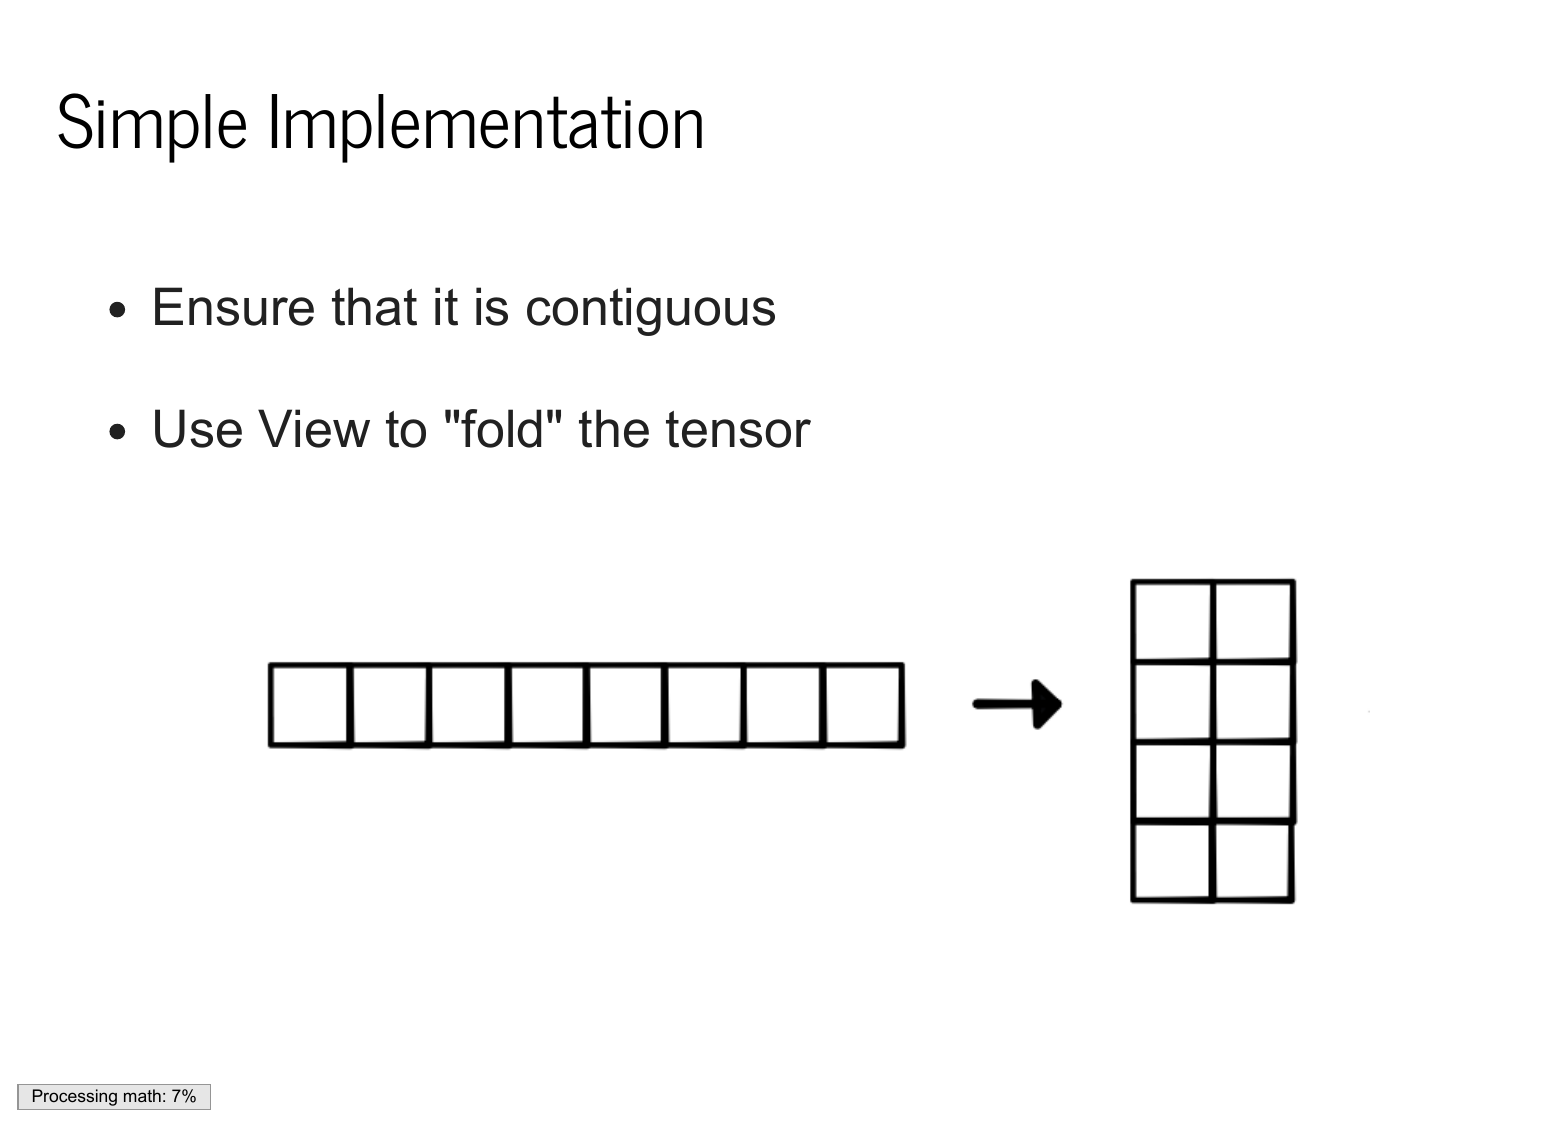 Simple Implementation
Ensure that it is contiguous
Use View to "fold" the tensor
Processing math: 7%